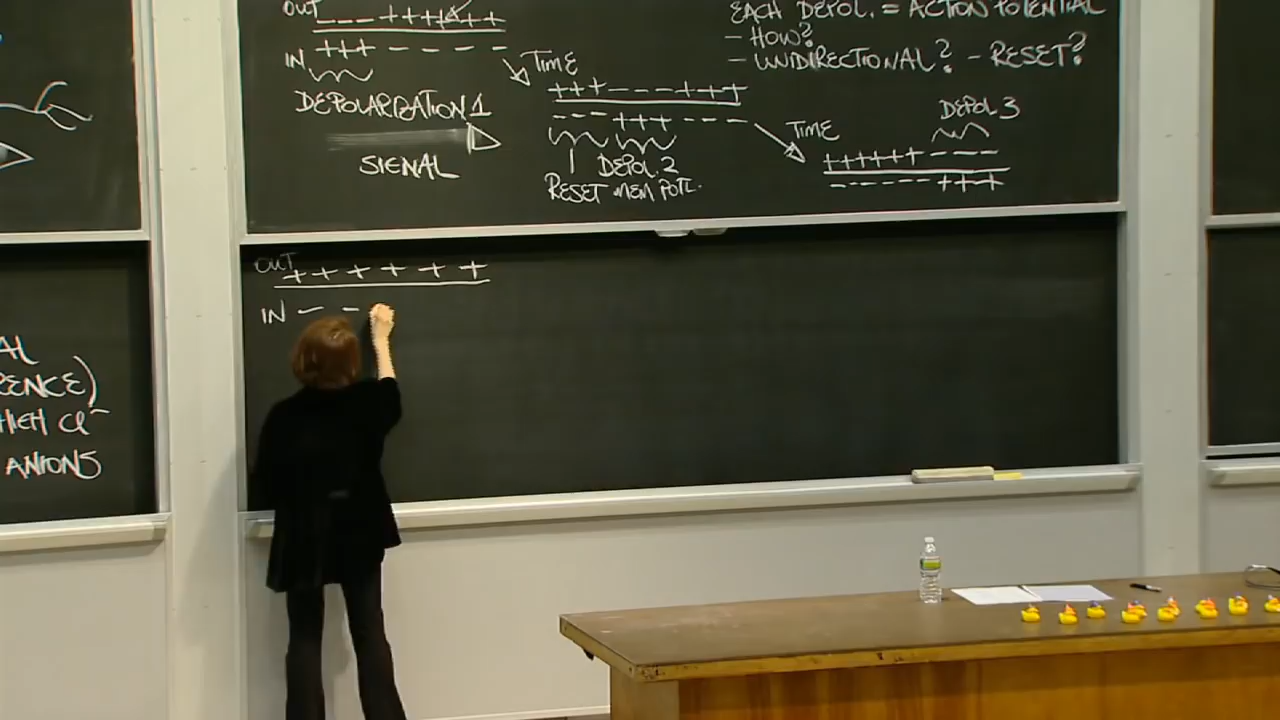 OUT - - - + + + + + +
IN + + + - - - - -
DEPOLARIZATION 1
SIGNAL
TIME
+ + + - - - + + +
- - - + + + - - -
DEPOL. 2
RESET MEM POTL.
TIME
DEPOL. 3
+ + + + + + - - - -
- - - - - - + + +
EACH DEPOL. = ACTION POTENTIAL
- HOW?
- UNIDIRECTIONAL? - RESET?
OUT + + + + + +
IN - -
AL
RENCE)
HIGH Cl-
ANIONS